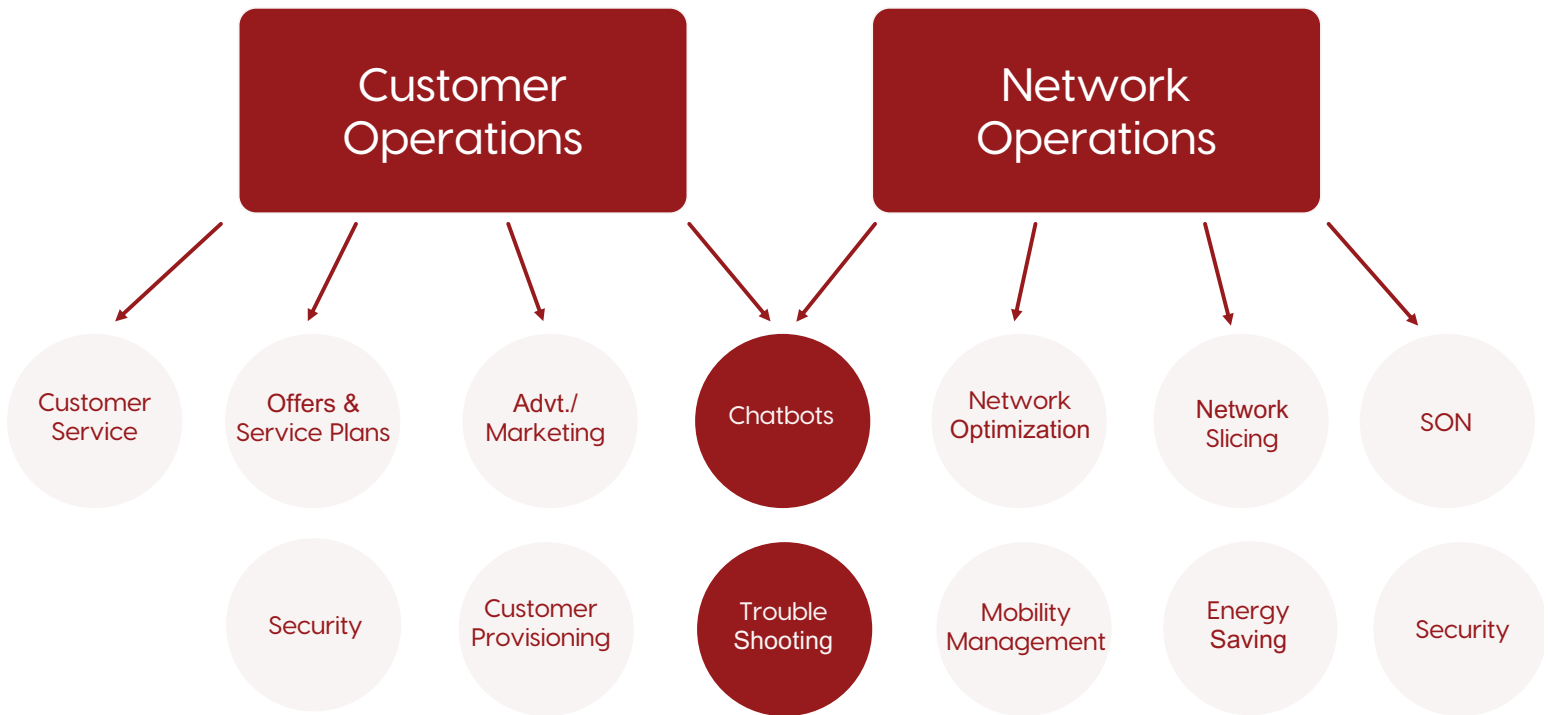 Customer
Operations
Network
Operations
Customer
Service
Offers &
Service Plans
Advt./
Marketing
Chatbots
Network
Optimization
Network
Slicing
SON
Security
Customer
Provisioning
Trouble
Shooting
Mobility
Management
Energy
Saving
Security